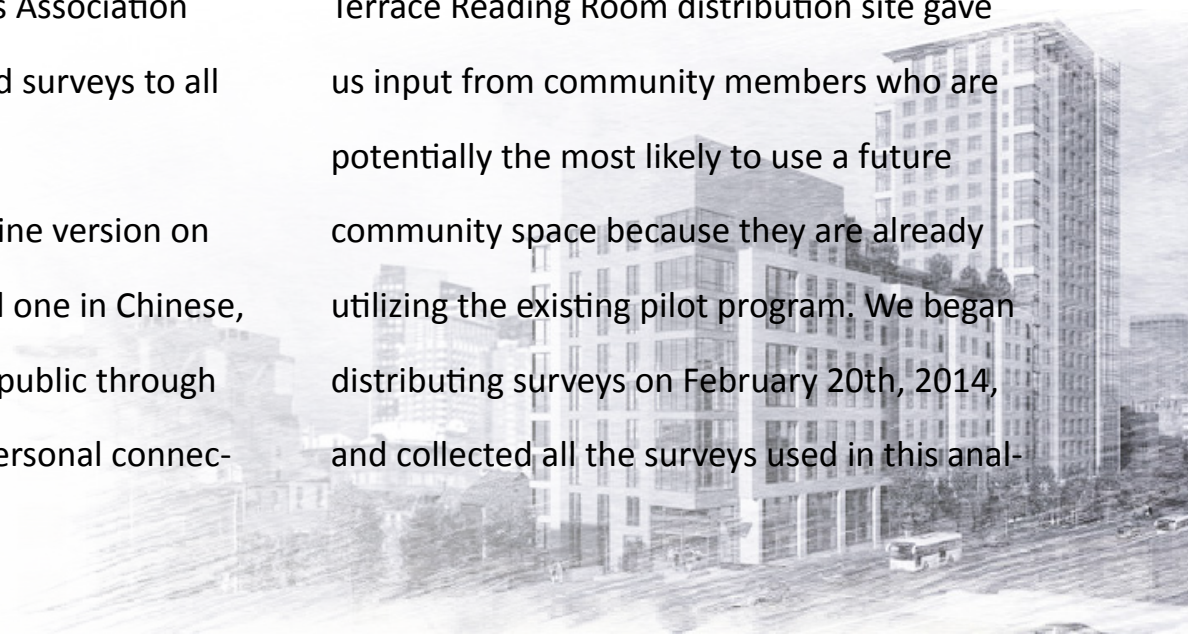 s Association
d surveys to all
ine version on
one in Chinese,
public through
ersonal connec-
Terrace Reading Room distribution site gave
us input from community members who are
potentially the most likely to use a future
community space because they are already
utilizing the existing pilot program. We began
distributing surveys on February 20th, 2014,
and collected all the surveys used in this anal-